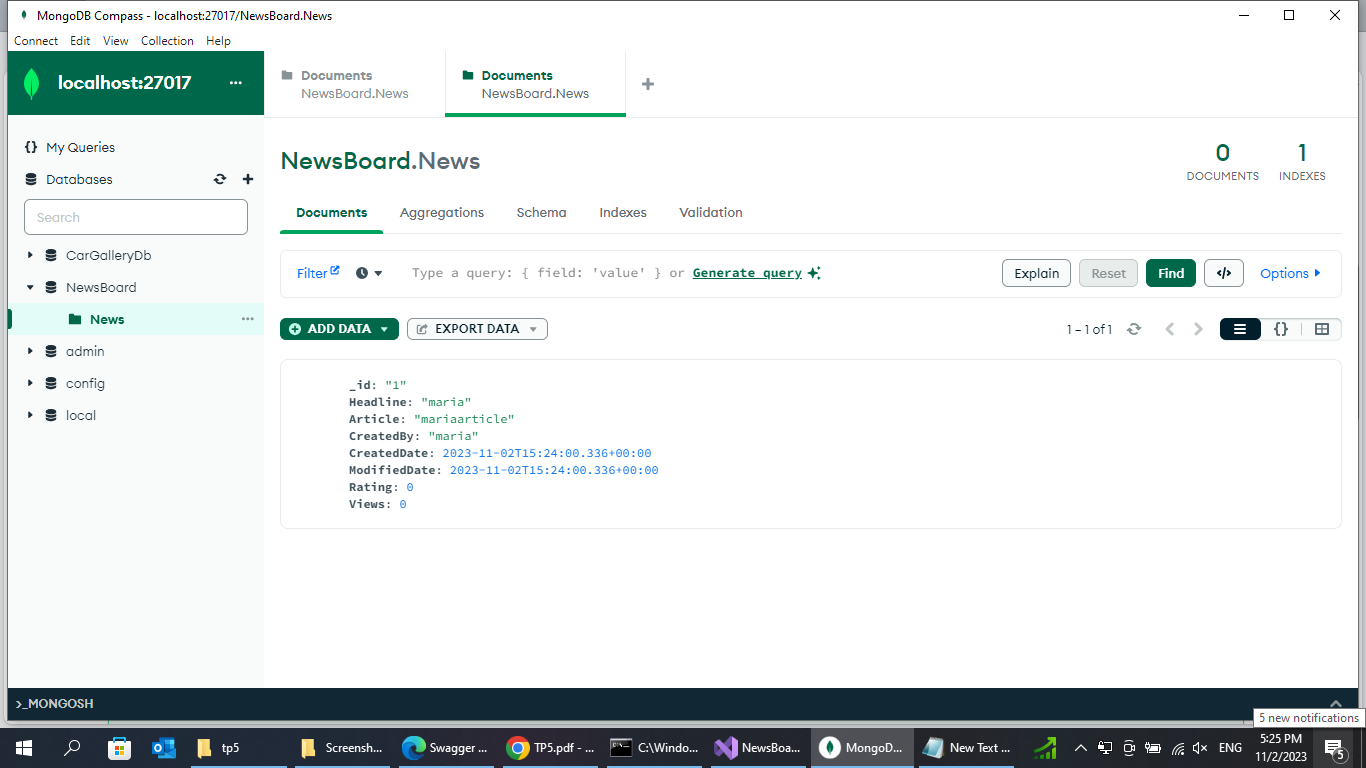 MongoDB Compass - localhost:27017/NewsBoard.News
Connect Edit View Collection Help
localhost:27017 ...
Documents
NewsBoard.News
Documents
NewsBoard.News
{} My Queries
Databases
Search
CarGalleryDb
NewsBoard
News ...
admin
config
local
NewsBoard.News
0
DOCUMENTS
1
INDEXES
Documents Aggregations Schema Indexes Validation
Filter Type a query: { field: 'value' } or Generate query Explain Reset Find </> Options
ADD DATA EXPORT DATA 1 – 1 of 1 {}
_id: "1"
Headline: "maria"
Article: "mariaarticle"
CreatedBy: "maria"
CreatedDate: 2023-11-02T15:24:00.336+00:00
ModifiedDate: 2023-11-02T15:24:00.336+00:00
Rating: 0
Views: 0
>_MONGOSH
5 new notifications
tp5 Screensh... Swagger ... TP5.pdf - ... C:\Windo... NewsBoa... MongoD... New Text ... ENG
5:25 PM
11/2/2023
5